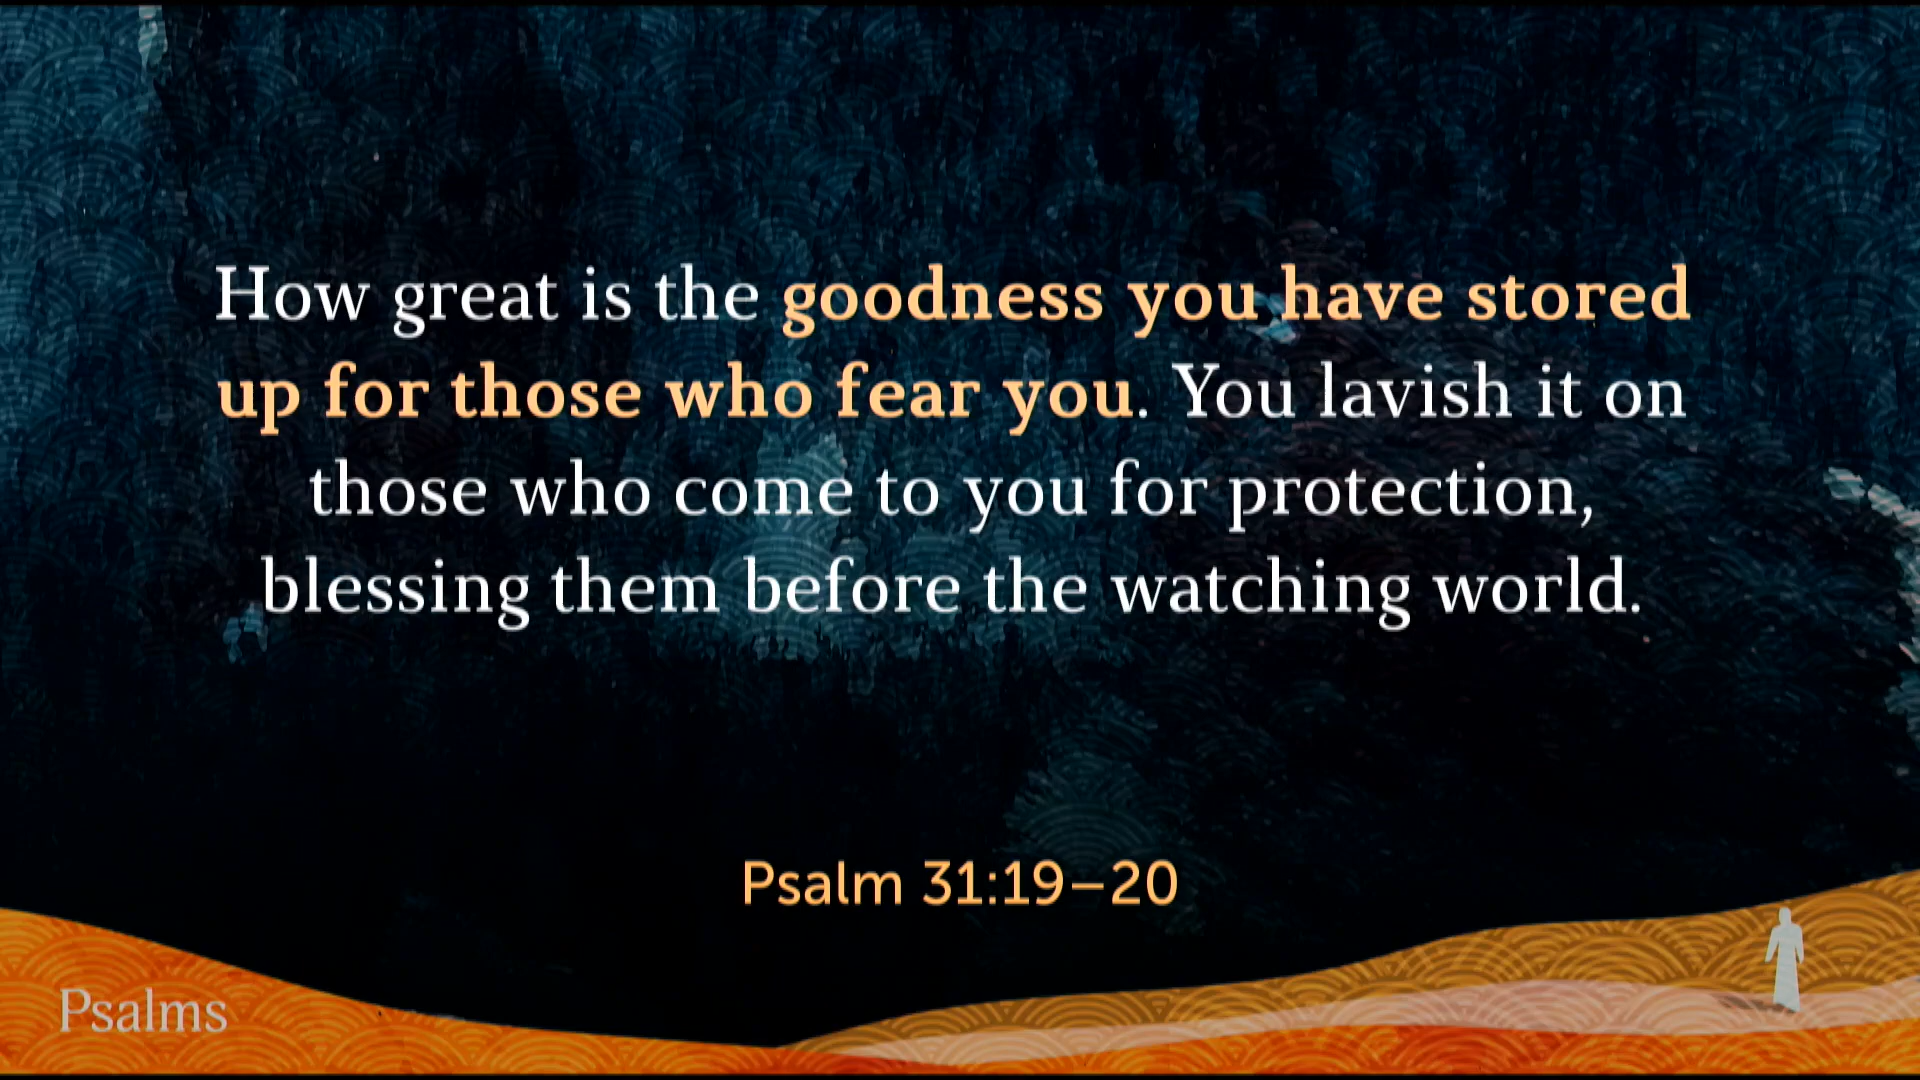 How great is the goodness you have stored
up for those who fear you. You lavish it on
those who come to you for protection,
blessing them before the watching world.
Psalm 31:19–20
Psalms